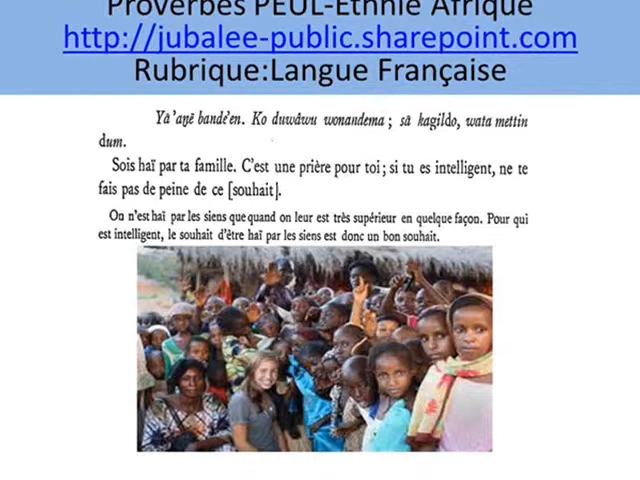 Proverbes PEUL-Ethnie Afrique
http://jubalee-public.sharepoint.com
Rubrique:Langue Française
Yā 'aŋē bandē'en. Ko duwâwu wonandema ; sā hagildo, wata mettin
dum.
Sois haï par ta famille. C'est une prière pour toi ; si tu es intelligent, ne te
fais pas de peine de ce [souhait].
On n'est haï par les siens que quand on leur est très supérieur en quelque façon. Pour qui
est intelligent, le souhait d'être haï par les siens est donc un bon souhait.